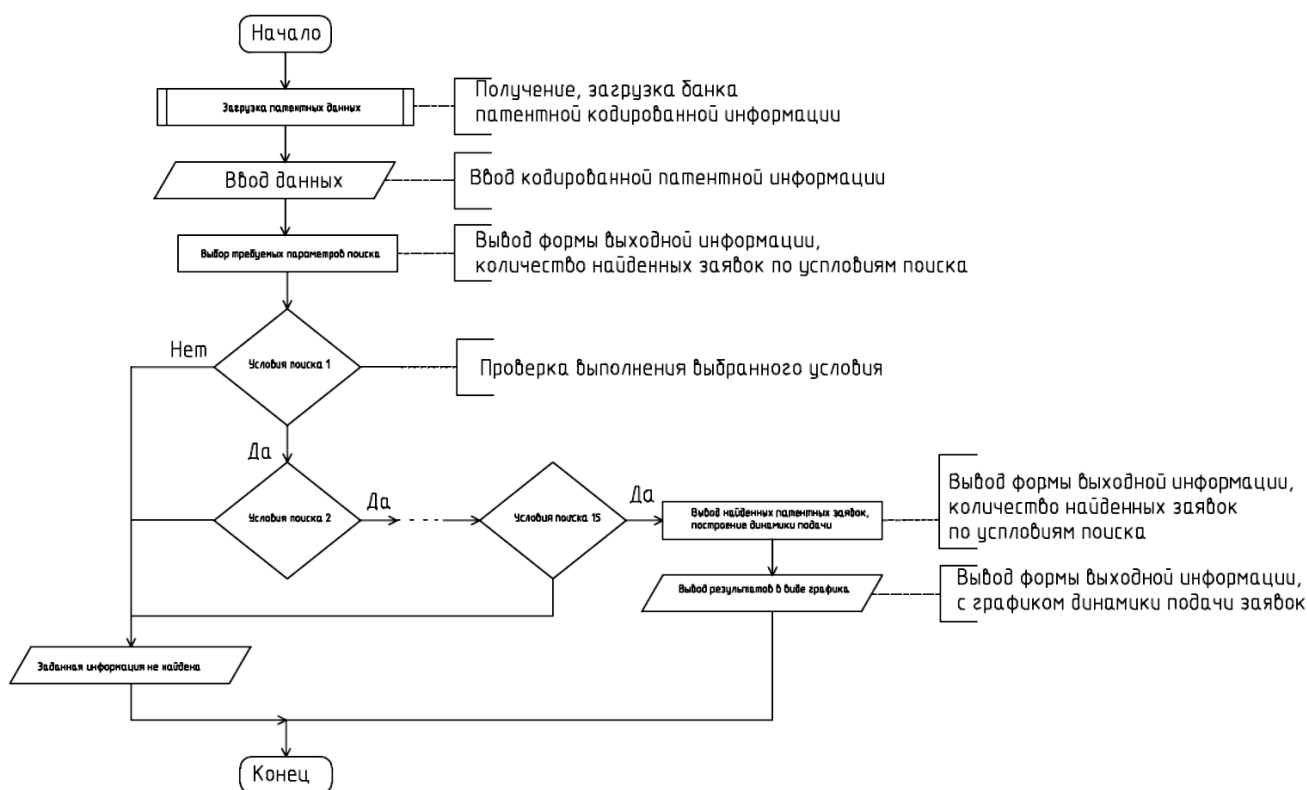 Начало
Загрузка патентных данных
Получение, загрузка банка
патентной кодированной информации
Ввод данных
Ввод кодированной патентной информации
Выбор требуемых параметров поиска
Вывод формы выходной информации,
количество найденных заявок по успловиям поиска
Нет
Условия поиска 1
Проверка выполнения выбранного условия
Да
Условия поиска 2
Да
Условия поиска 15
Да
Вывод найденных патентных заявок,
построение динамики подачи
Вывод формы выходной информации,
количество найденных заявок
по успловиям поиска
Вывод результатов в виде графика
Вывод формы выходной информации,
с графиком динамики подачи заявок
Заданная информация не найдена
Конец